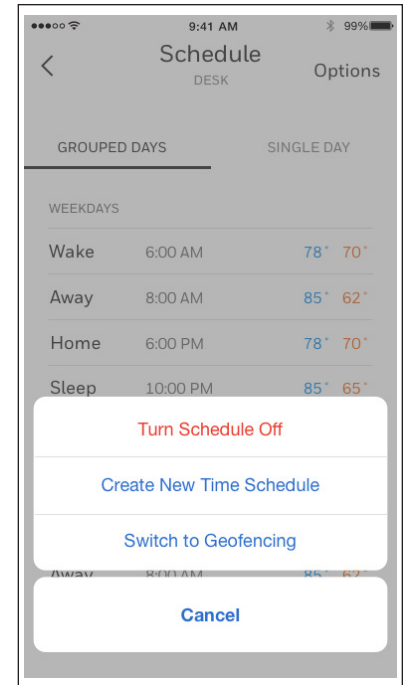 9:41 AM 99%
Schedule
DESK
Options
GROUPED DAYS SINGLE DAY
WEEKDAYS
Wake 6:00 AM 78° 70°
Away 8:00 AM 85° 62°
Home 6:00 PM 78° 70°
Sleep 10:00 PM 85° 65°
Turn Schedule Off
Create New Time Schedule
Switch to Geofencing
Away 8:00 AM 85° 62°
Cancel